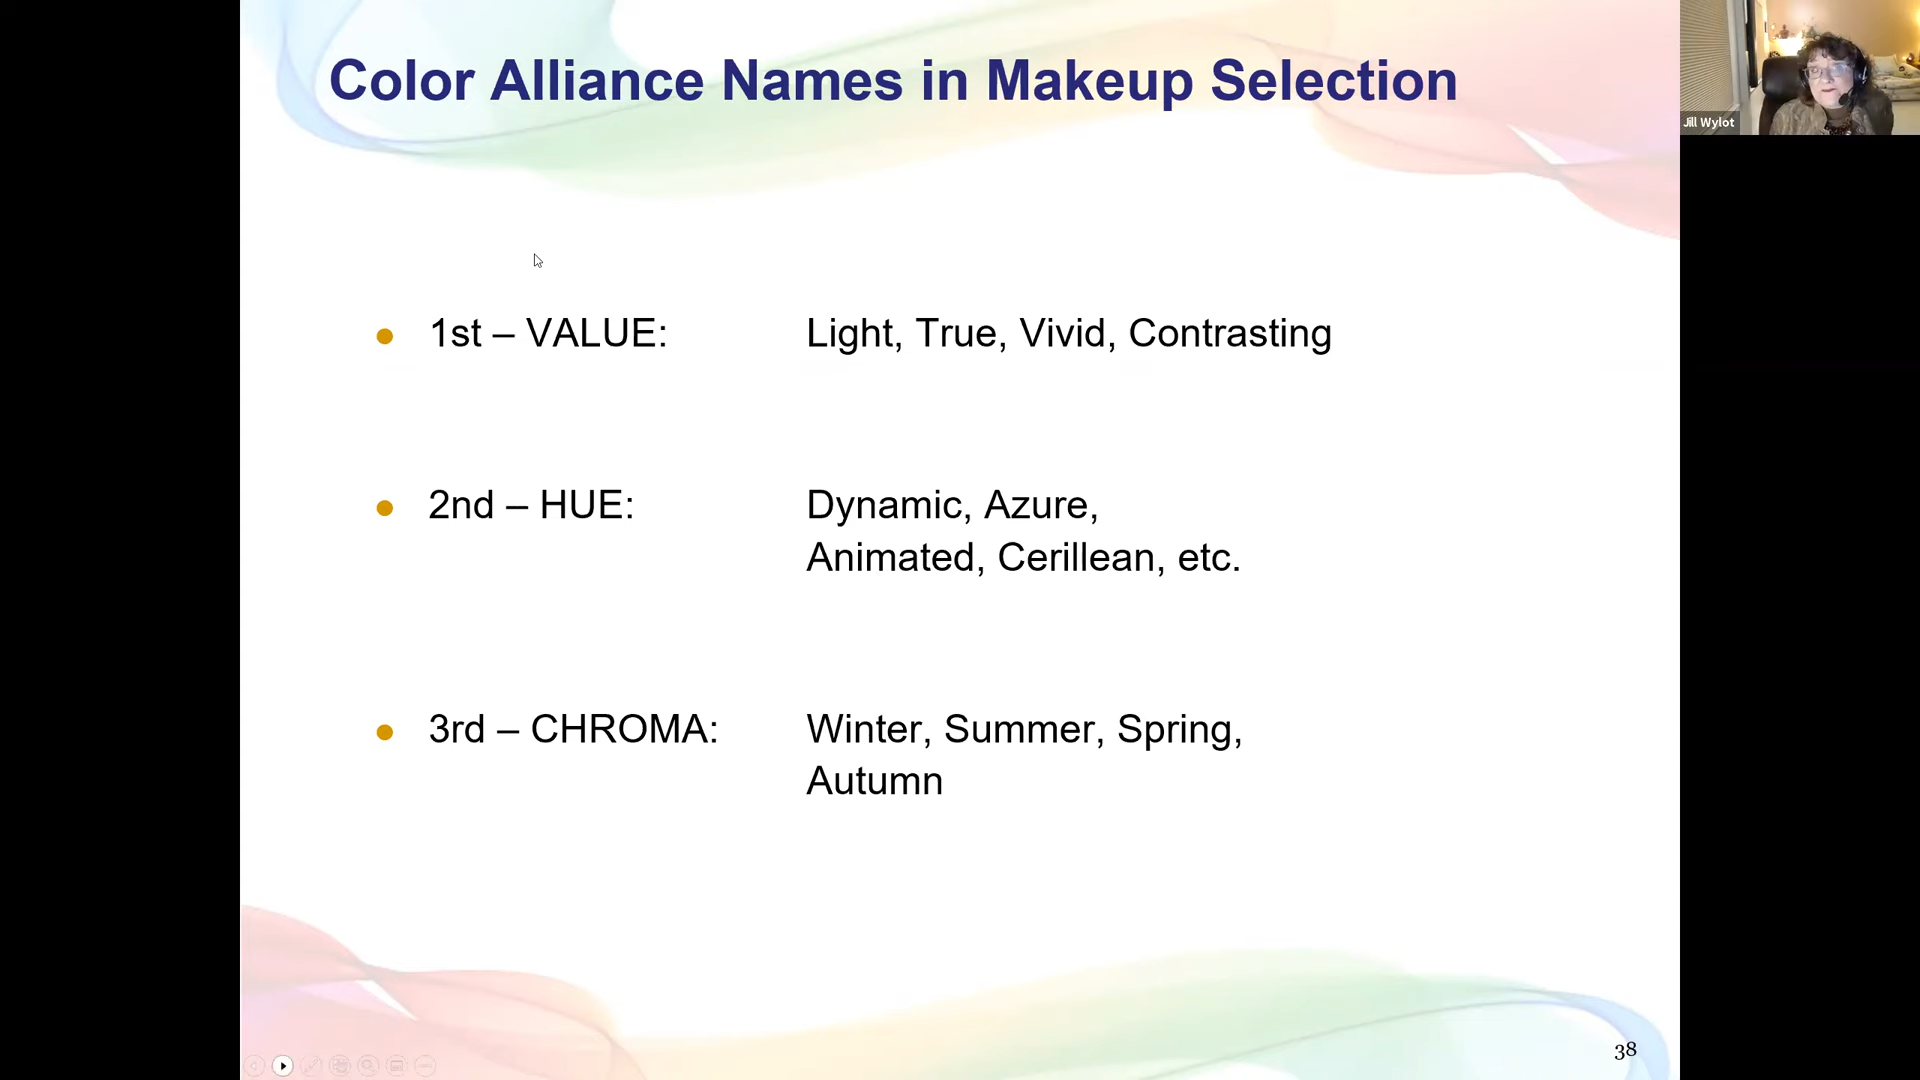 Color Alliance Names in Makeup Selection
Jill Wylot
1st – VALUE: Light, True, Vivid, Contrasting
2nd – HUE: Dynamic, Azure,
Animated, Cerillean, etc.
3rd – CHROMA: Winter, Summer, Spring,
Autumn
38